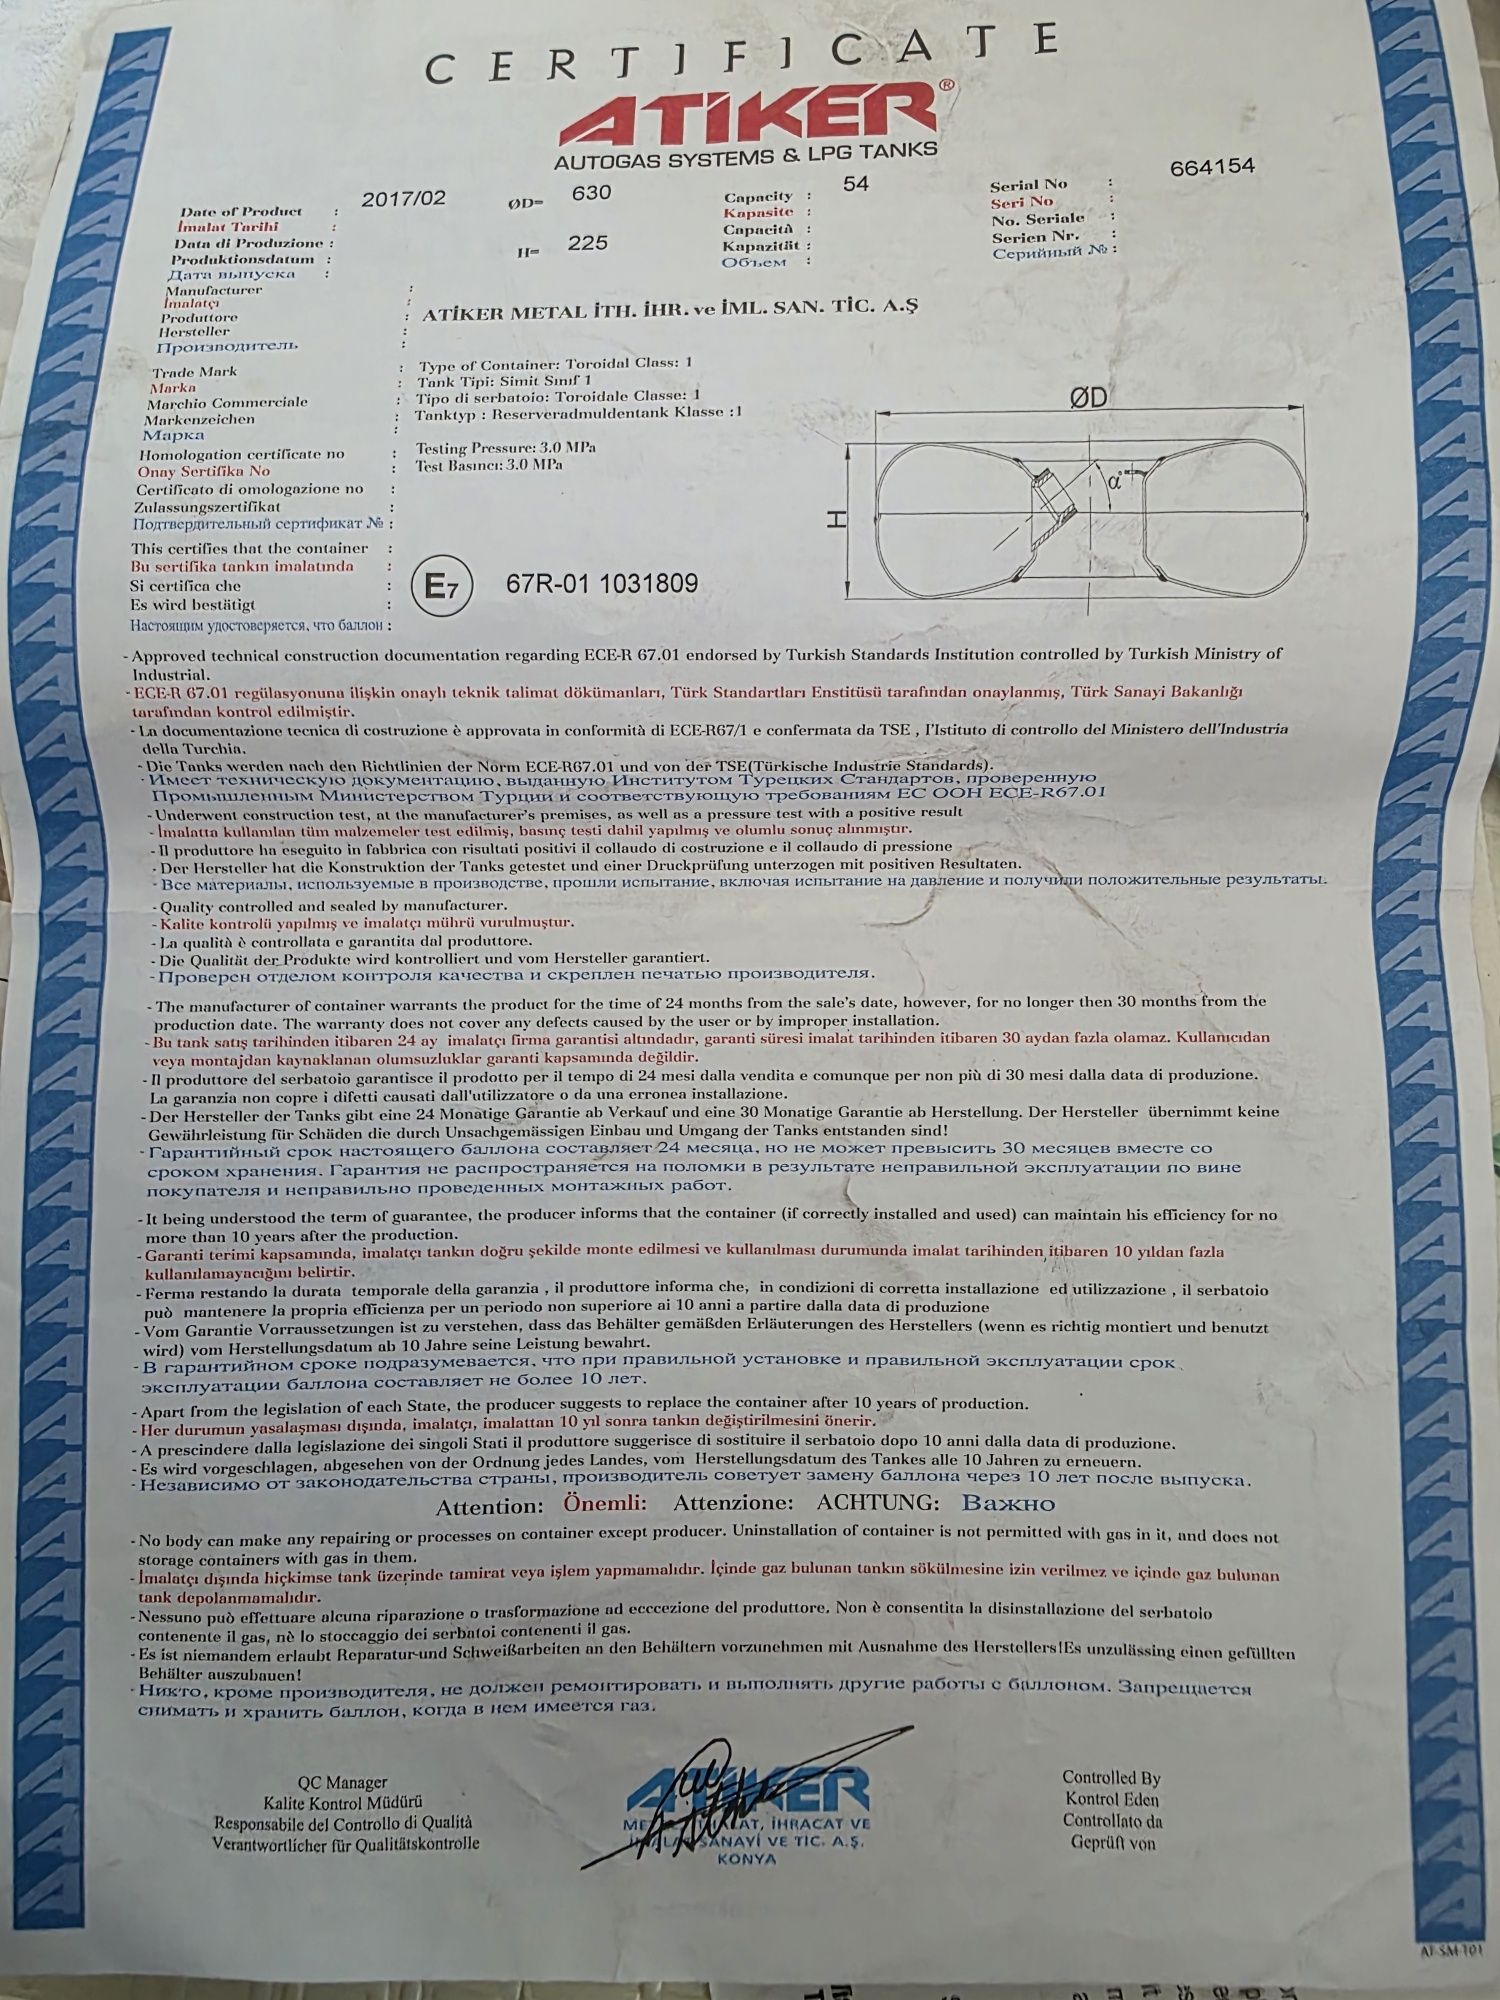 CERTIFICATE
ATİKER®
AUTOGAS SYSTEMS & LPG TANKS
Date of Product : 2017/02
İmalat Tarihi :
Data di Produzione :
Produktionsdatum :
Дата выпуска :
ØD= 630
H= 225
Capacity : 54
Kapasite :
Capacità :
Kapazität :
Объем :
Serial No : 664154
Seri No :
No. Seriale :
Serien Nr. :
Серийный № :
Manufacturer :
İmalatçı :
Produttore : ATİKER METAL İTH. İHR. ve İML. SAN. TİC. A.Ş
Hersteller :
Производитель :
Trade Mark : Type of Container: Toroidal Class: 1
Marka : Tank Tipi: Simit Sınıf 1
Marchio Commerciale : Tipo di serbatoio: Toroidale Classe: 1
Markenzeichen : Tanktyp : Reserveradmuldentank Klasse :1
Марка :
Homologation certificate no : Testing Pressure: 3.0 MPa
Onay Sertifika No : Test Basıncı: 3.0 MPa
Certificato di omologazione no :
Zulassungszertifikat :
Подтвердительный сертификат № :
This certifies that the container :
Bu sertifika tankın imalatında :
Si certifica che :
Es wird bestätigt :
Настоящим удостоверяется, что баллон :
E7 67R-01 1031809
ØD
H
α°
- Approved technical construction documentation regarding ECE-R 67.01 endorsed by Turkish Standards Institution controlled by Turkish Ministry of
Industrial.
- ECE-R 67.01 regülasyonuna ilişkin onaylı teknik talimat dökümanları, Türk Standartları Enstitüsü tarafından onaylanmış, Türk Sanayi Bakanlığı
tarafından kontrol edilmiştir.
- La documentazione tecnica di costruzione è approvata in conformità di ECE-R67/1 e confermata da TSE , l'Istituto di controllo del Ministero dell'Industria
della Turchia.
- Die Tanks werden nach den Richtlinien der Norm ECE-R67.01 und von der TSE(Türkische Industrie Standards).
- Имеет техническую документацию, выданную Институтом Турецких Стандартов, проверенную
Промышленным Министерством Турции и соответствующую требованиям ЕС ООН ECE-R67.01
- Underwent construction test, at the manufacturer's premises, as well as a pressure test with a positive result
- İmalatta kullanılan tüm malzemeler test edilmiş, basınç testi dahil yapılmış ve olumlu sonuç alınmıştır.
- Il produttore ha eseguito in fabbrica con risultati positivi il collaudo di costruzione e il collaudo di pressione
- Der Hersteller hat die Konstruktion der Tanks getestet und einer Druckprüfung unterzogen mit positiven Resultaten.
- Все материалы, используемые в производстве, прошли испытание, включая испытание на давление и получили положительные результаты.
- Quality controlled and sealed by manufacturer.
- Kalite kontrolü yapılmış ve imalatçı mührü vurulmuştur.
- La qualità è controllata e garantita dal produttore.
- Die Qualität der Produkte wird kontrolliert und vom Hersteller garantiert.
- Проверен отделом контроля качества и скреплен печатью производителя.
- The manufacturer of container warrants the product for the time of 24 months from the sale's date, however, for no longer then 30 months from the
production date. The warranty does not cover any defects caused by the user or by improper installation.
- Bu tank satış tarihinden itibaren 24 ay imalatçı firma garantisi altındadır, garanti süresi imalat tarihinden itibaren 30 aydan fazla olamaz. Kullanıcıdan
veya montajdan kaynaklanan olumsuzluklar garanti kapsamında değildir.
- Il produttore del serbatoio garantisce il prodotto per il tempo di 24 mesi dalla vendita e comunque per non più di 30 mesi dalla data di produzione.
La garanzia non copre i difetti causati dall'utilizzatore o da una erronea installazione.
- Der Hersteller der Tanks gibt eine 24 Monatige Garantie ab Verkauf und eine 30 Monatige Garantie ab Herstellung. Der Hersteller übernimmt keine
Gewährleistung für Schäden die durch Unsachgemässigen Einbau und Umgang der Tanks entstanden sind!
- Гарантийный срок настоящего баллона составляет 24 месяца, но не может превысить 30 месяцев вместе со
сроком хранения. Гарантия не распространяется на поломки в результате неправильной эксплуатации по вине
покупателя и неправильно проведенных монтажных работ.
- It being understood the term of guarantee, the producer informs that the container (if correctly installed and used) can maintain his efficiency for no
more than 10 years after the production.
- Garanti terimi kapsamında, imalatçı tankın doğru şekilde monte edilmesi ve kullanılması durumunda imalat tarihinden itibaren 10 yıldan fazla
kullanılamayacığını belirtir.
- Ferma restando la durata temporale della garanzia , il produttore informa che, in condizioni di corretta installazione ed utilizzazione , il serbatoio
può mantenere la propria efficienza per un periodo non superiore ai 10 anni a partire dalla data di produzione
- Vom Garantie Vorraussetzungen ist zu verstehen, dass das Behälter gemäßden Erläuterungen des Herstellers (wenn es richtig montiert und benutzt
wird) vom Herstellungsdatum ab 10 Jahre seine Leistung bewahrt.
- В гарантийном сроке подразумевается, что при правильной установке и правильной эксплуатации срок
эксплуатации баллона составляет не более 10 лет.
- Apart from the legislation of each State, the producer suggests to replace the container after 10 years of production.
- Her durumun yasalaşması dışında, imalatçı, imalattan 10 yıl sonra tankın değiştirilmesini önerir.
- A prescindere dalla legislazione dei singoli Stati il produttore suggerisce di sostituire il serbatoio dopo 10 anni dalla data di produzione.
- Es wird vorgeschlagen, abgesehen von der Ordnung jedes Landes, vom Herstellungsdatum des Tankes alle 10 Jahren zu erneuern.
- Независимо от законодательства страны, производитель советует замену баллона через 10 лет после выпуска.
Attention: Önemli: Attenzione: ACHTUNG: Важно
- No body can make any repairing or processes on container except producer. Uninstallation of container is not permitted with gas in it, and does not
storage containers with gas in them.
- İmalatçı dışında hiçkimse tank üzerinde tamirat veya işlem yapmamalıdır. İçinde gaz bulunan tankın sökülmesine izin verilmez ve içinde gaz bulunan
tank depolanmamalıdır.
- Nessuno può effettuare alcuna riparazione o trasformazione ad ecccezione del produttore. Non è consentita la disinstallazione del serbatoio
contenente il gas, nè lo stoccaggio dei serbatoi contenenti il gas.
- Es ist niemandem erlaubt Reparatur-und Schweißarbeiten an den Behältern vorzunehmen mit Ausnahme des Herstellers!Es unzulässing einen gefüllten
Behälter auszubauen!
- Никто, кроме производителя, не должен ремонтировать и выполнять другие работы с баллоном. Запрещается
снимать и хранить баллон, когда в нем имеется газ.
QC Manager
Kalite Kontrol Müdürü
Responsabile del Controllo di Qualità
Verantwortlicher für Qualitätskontrolle
ATİKER
İHRACAT VE
SANAYİ VE TİC. A.Ş.
KONYA
Controlled By
Kontrol Eden
Controllato da
Geprüft von
AT-SM-101